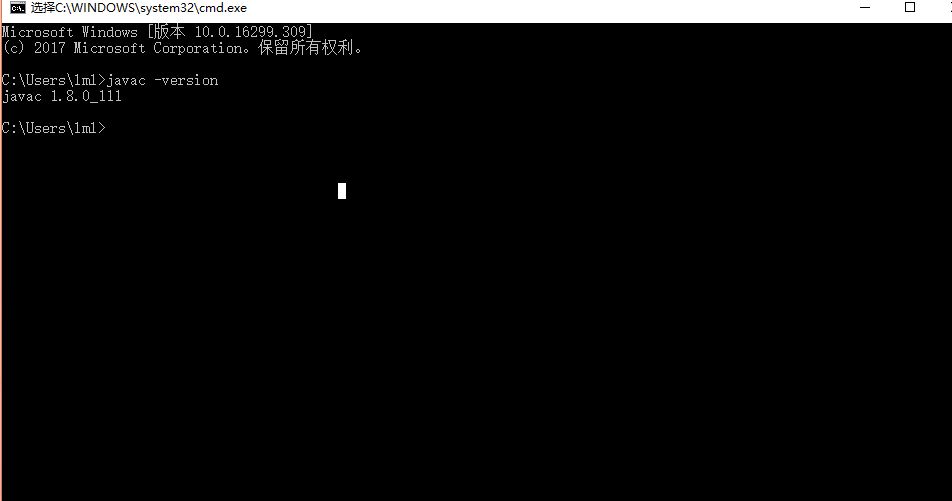 选择C:\WINDOWS\system32\cmd.exe
Microsoft Windows [版本 10.0.16299.309]
(c) 2017 Microsoft Corporation。保留所有权利。
C:\Users\lml>javac -version
javac 1.8.0_111
C:\Users\lml>